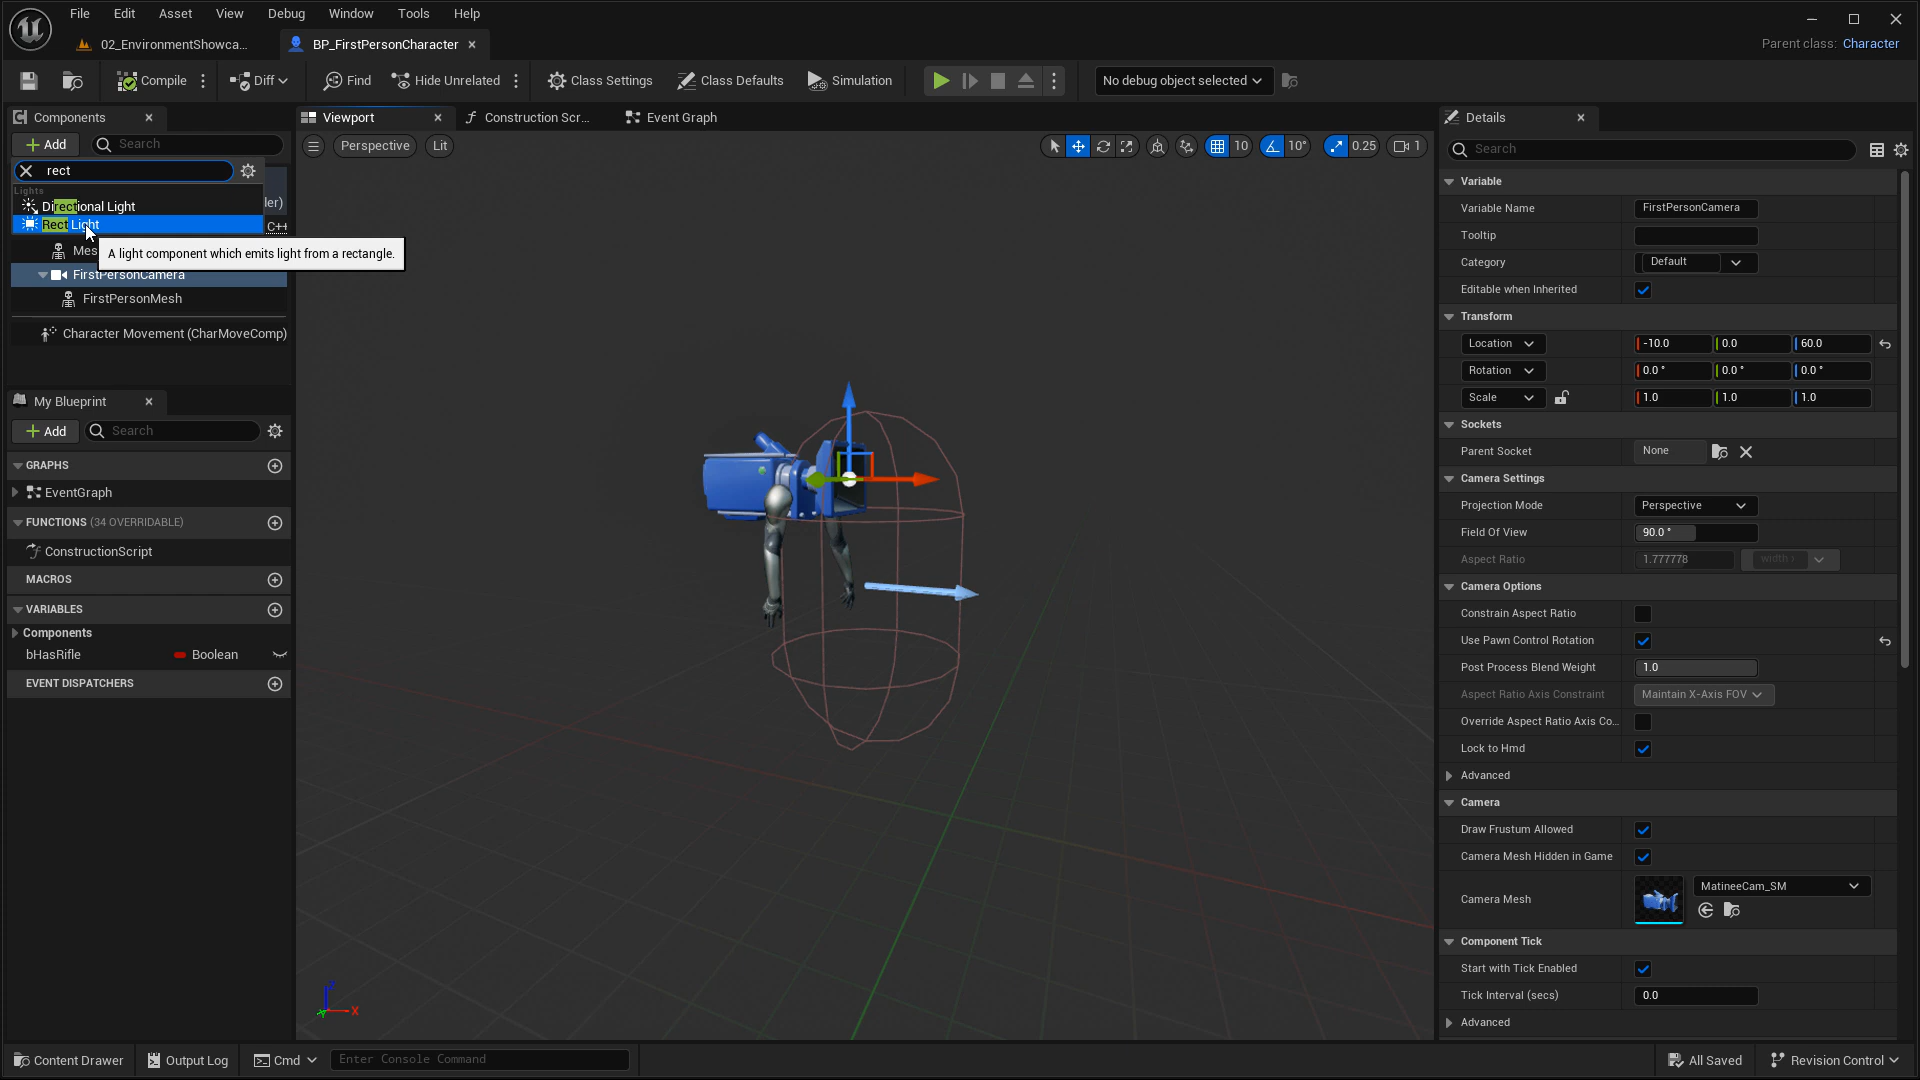 File Edit Asset View Debug Window Tools Help
02_EnvironmentShowca... BP_FirstPersonCharacter
Parent class: Character
Compile Diff Find Hide Unrelated Class Settings Class Defaults Simulation No debug object selected
Components
Add Search
rect
Lights
Directional Light
Rect Light
ler)
C++
A light component which emits light from a rectangle.
Mes
FirstPersonCamera
FirstPersonMesh
Character Movement (CharMoveComp)
My Blueprint
Add Search
GRAPHS
EventGraph
FUNCTIONS (34 OVERRIDABLE)
ConstructionScript
MACROS
VARIABLES
Components
bHasRifle Boolean
EVENT DISPATCHERS
Viewport Construction Scr... Event Graph
Perspective Lit 10 10° 0.25 1
Z
Y
X
Details
Search
Variable
Variable Name FirstPersonCamera
Tooltip
Category Default
Editable when Inherited
Transform
Location -10.0 0.0 60.0
Rotation 0.0 ° 0.0 ° 0.0 °
Scale 1.0 1.0 1.0
Sockets
Parent Socket None
Camera Settings
Projection Mode Perspective
Field Of View 90.0 °
Aspect Ratio 1.777778 width
Camera Options
Constrain Aspect Ratio
Use Pawn Control Rotation
Post Process Blend Weight 1.0
Aspect Ratio Axis Constraint Maintain X-Axis FOV
Override Aspect Ratio Axis Co...
Lock to Hmd
Advanced
Camera
Draw Frustum Allowed
Camera Mesh Hidden in Game
Camera Mesh MatineeCam_SM
Component Tick
Start with Tick Enabled
Tick Interval (secs) 0.0
Advanced
Content Drawer Output Log Cmd Enter Console Command All Saved Revision Control